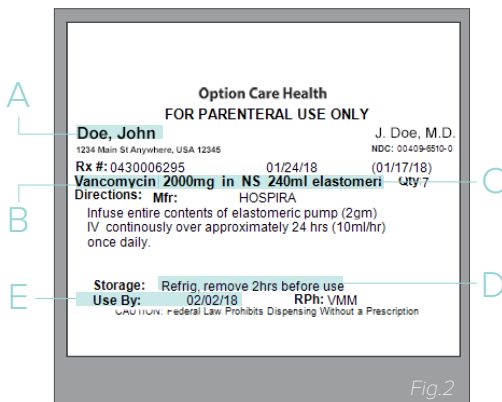 Option Care Health
FOR PARENTERAL USE ONLY
A
Doe, John J. Doe, M.D.
1234 Main St Anywhere, USA 12345 NDC: 00409-6510-0
Rx #: 0430006295 01/24/18 (01/17/18)
B Vancomycin 2000mg in NS 240ml elastomeri Qty:7 C
Directions: Mfr: HOSPIRA
Infuse entire contents of elastomeric pump (2gm)
IV continously over approximately 24 hrs (10ml/hr)
once daily.
Storage: Refrig, remove 2hrs before use D
E Use By: 02/02/18 RPh: VMM
CAUTION: Federal Law Prohibits Dispensing Without a Prescription
Fig.2